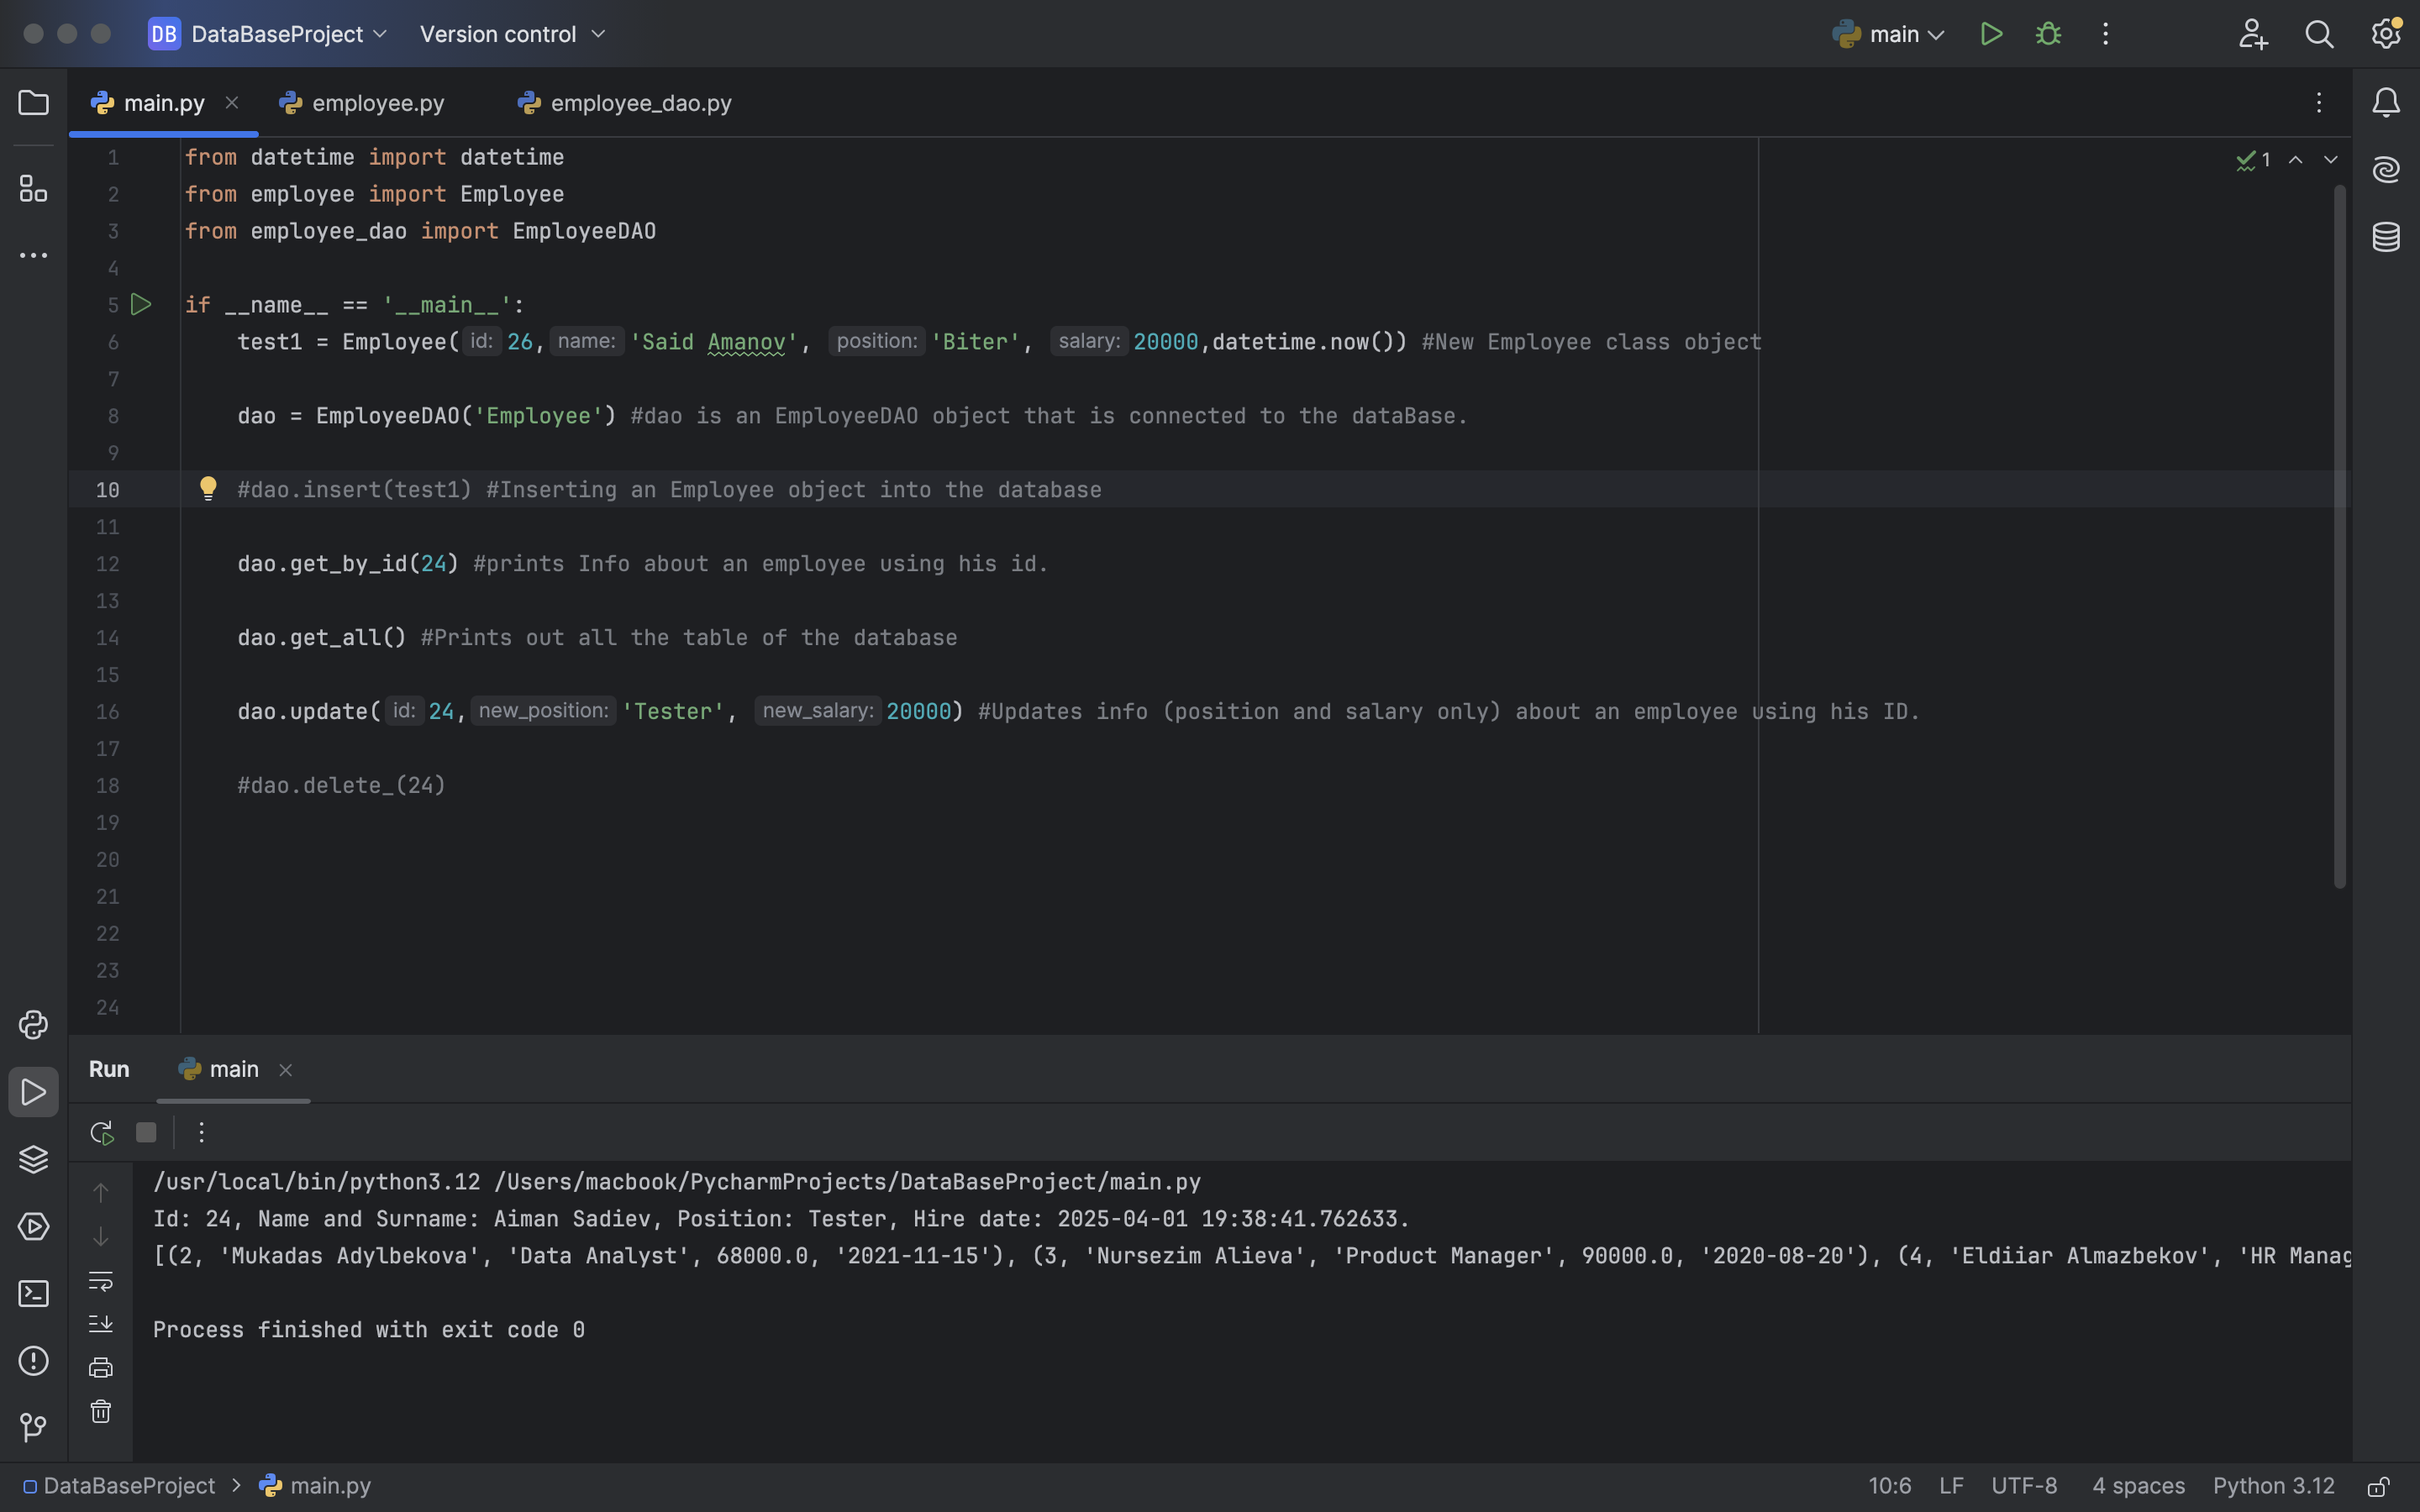 DB DataBaseProject Version control main
main.py employee.py employee_dao.py
1 from datetime import datetime 1
2 from employee import Employee
3 from employee_dao import EmployeeDAO
4
5 if __name__ == '__main__':
6 test1 = Employee( id: 26, name: 'Said Amanov', position: 'Biter', salary: 20000,datetime.now()) #New Employee class object
7
8 dao = EmployeeDAO('Employee') #dao is an EmployeeDAO object that is connected to the dataBase.
9
10 #dao.insert(test1) #Inserting an Employee object into the database
11
12 dao.get_by_id(24) #prints Info about an employee using his id.
13
14 dao.get_all() #Prints out all the table of the database
15
16 dao.update( id: 24, new_position: 'Tester', new_salary: 20000) #Updates info (position and salary only) about an employee using his ID.
17
18 #dao.delete_(24)
19
20
21
22
23
24
Run main
/usr/local/bin/python3.12 /Users/macbook/PycharmProjects/DataBaseProject/main.py
Id: 24, Name and Surname: Aiman Sadiev, Position: Tester, Hire date: 2025-04-01 19:38:41.762633.
[(2, 'Mukadas Adylbekova', 'Data Analyst', 68000.0, '2021-11-15'), (3, 'Nursezim Alieva', 'Product Manager', 90000.0, '2020-08-20'), (4, 'Eldiiar Almazbekov', 'HR Manag
Process finished with exit code 0
DataBaseProject > main.py 10:6 LF UTF-8 4 spaces Python 3.12